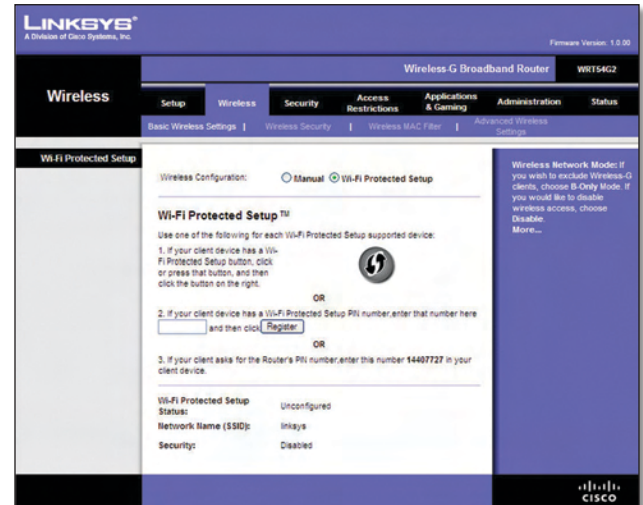 LINKSYS®
A Division of Cisco Systems, Inc.
Firmware Version: 1.0.00
Wireless-G Broadband Router WRT54G2
Wireless
Setup Wireless Security Access Restrictions Applications & Gaming Administration Status
Basic Wireless Settings | Wireless Security | Wireless MAC Filter | Advanced Wireless Settings
Wi-Fi Protected Setup
Wireless Configuration: Manual Wi-Fi Protected Setup
Wi-Fi Protected Setup ™
Use one of the following for each Wi-Fi Protected Setup supported device:
1. If your client device has a Wi-
Fi Protected Setup button, click
or press that button, and then
click the button on the right.
OR
2. If your client device has a Wi-Fi Protected Setup PIN number,enter that number here
and then click Register
OR
3. If your client asks for the Router's PIN number,enter this number 14407727 in your
client device.
Wi-Fi Protected Setup
Status: Unconfigured
Network Name (SSID): linksys
Security: Disabled
Wireless Network Mode: If
you wish to exclude Wireless-G
clients, choose B-Only Mode. If
you would like to disable
wireless access, choose
Disable.
More...
CISCO